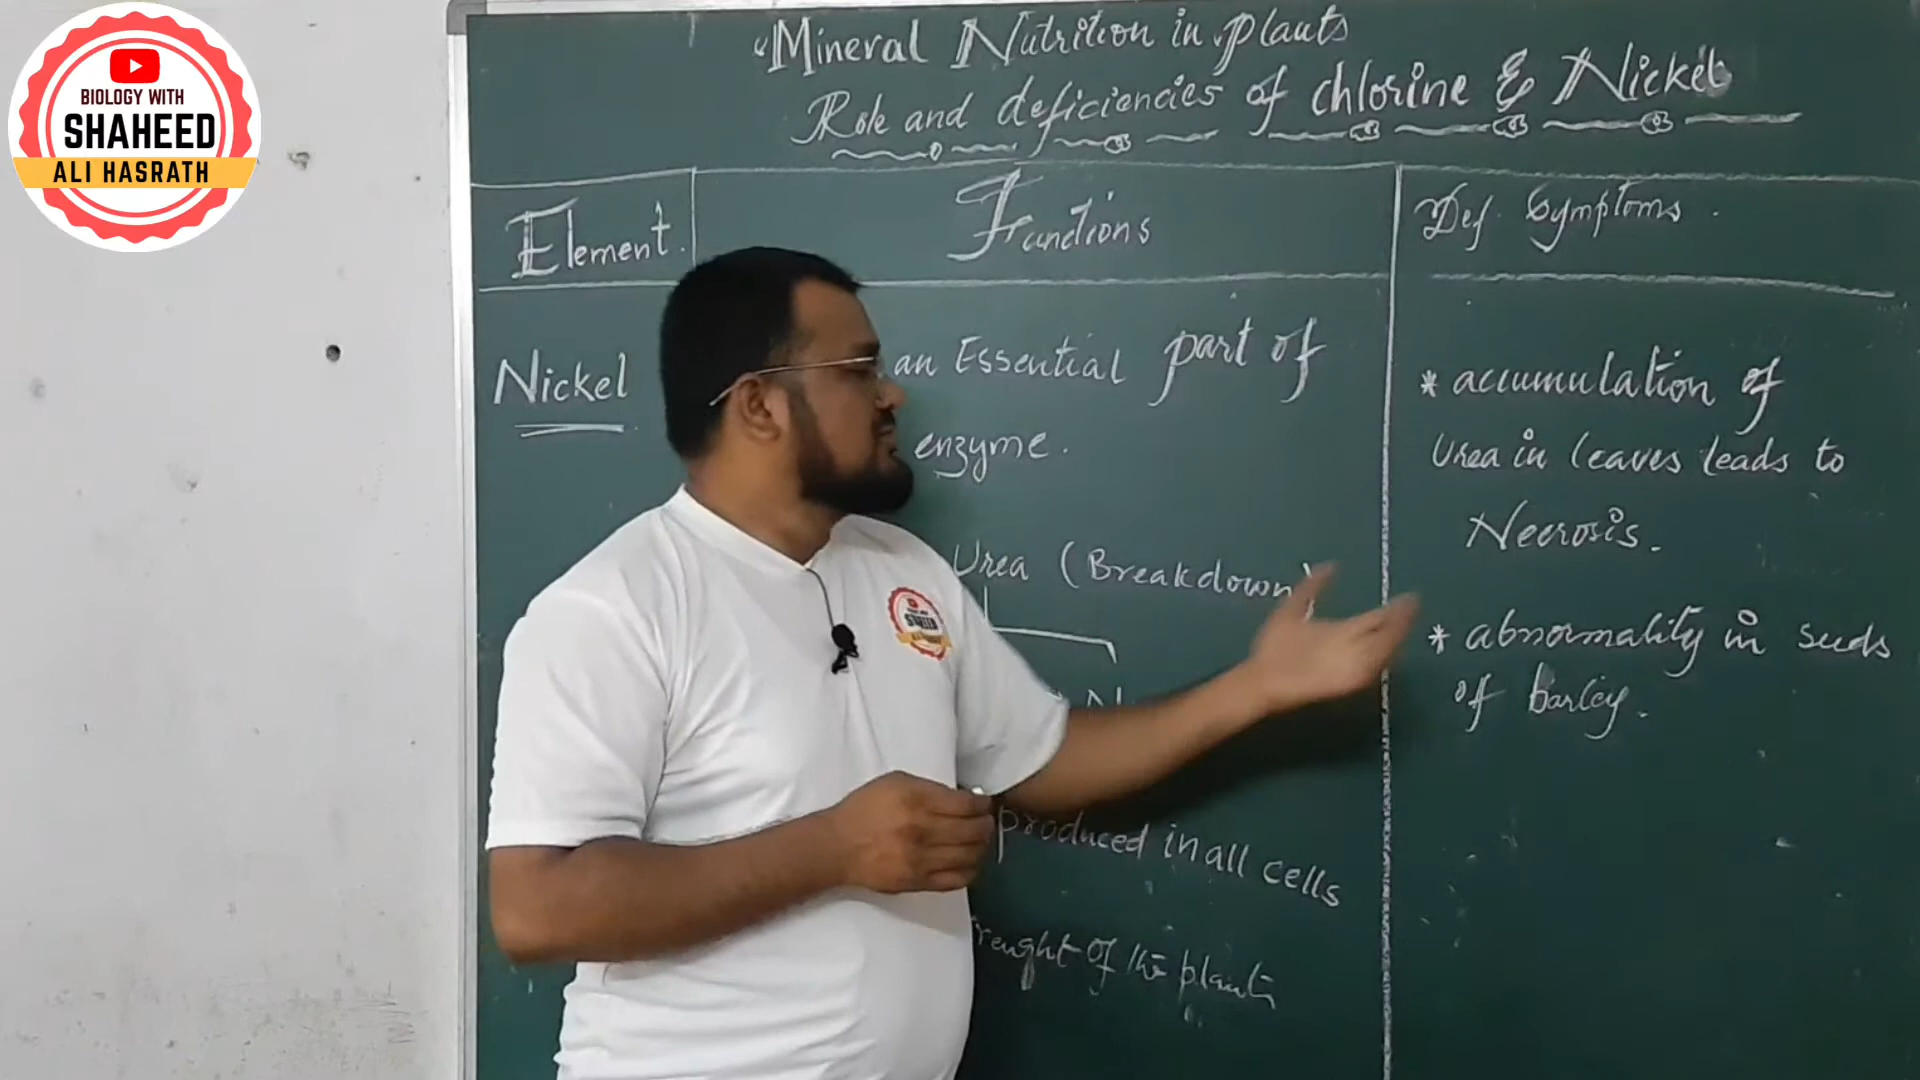 BIOLOGY WITH
SHAHEED
ALI HASRATH
"Mineral Nutrition in plants
Role and deficiencies of chlorine & Nickel
Element.
Functions
Def. Symptoms.
Nickel
an Essential part of
enzyme.
Urea (Breakdown)
N
produced in all cells
renght of the plants
* accumulation of
Urea in leaves leads to
Necrosis.
* abnormality in seeds
of barley.